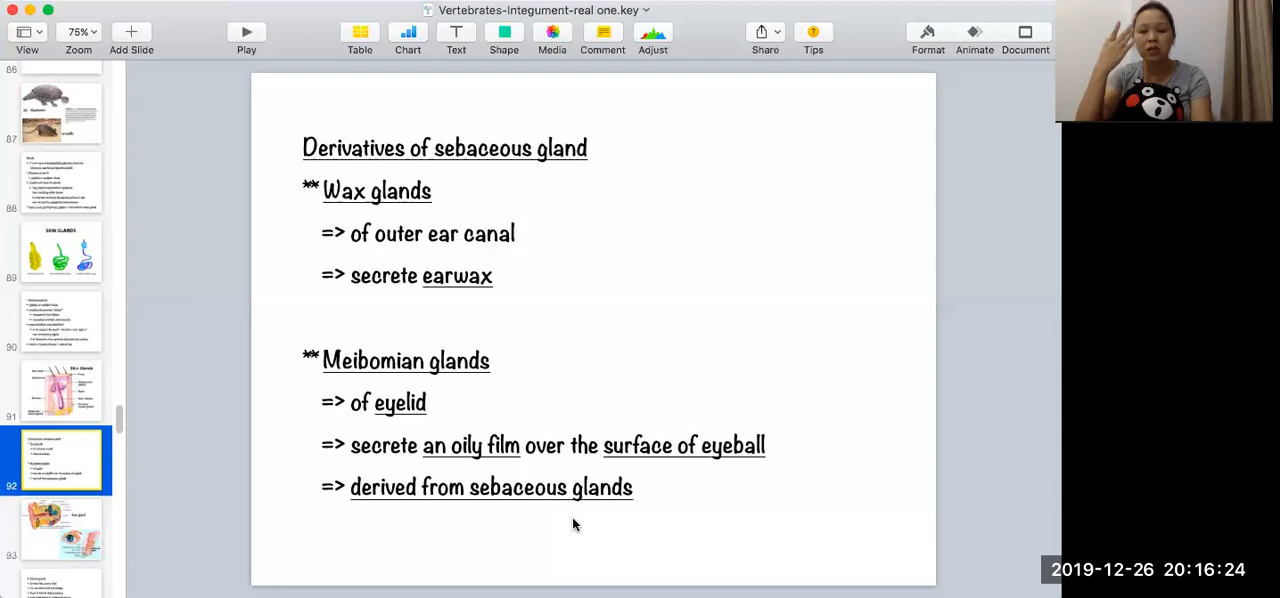 Vertebrates-integument-real one.key
75%
View
Zoom
Add Slide
Play
Table
Chart
Text
Shape
Media
Comment
Adjust
Share
Tips
Format
Animate
Document
86
87
88
SKIN GLANDS
89
90
Skin Glands
91
92
93
Derivatives of sebaceous gland
** Wax glands
=> of outer ear canal
=> secrete earwax
** Meibomian glands
=> of eyelid
=> secrete an oily film over the surface of eyeball
=> derived from sebaceous glands
2019-12-26 20:16:24